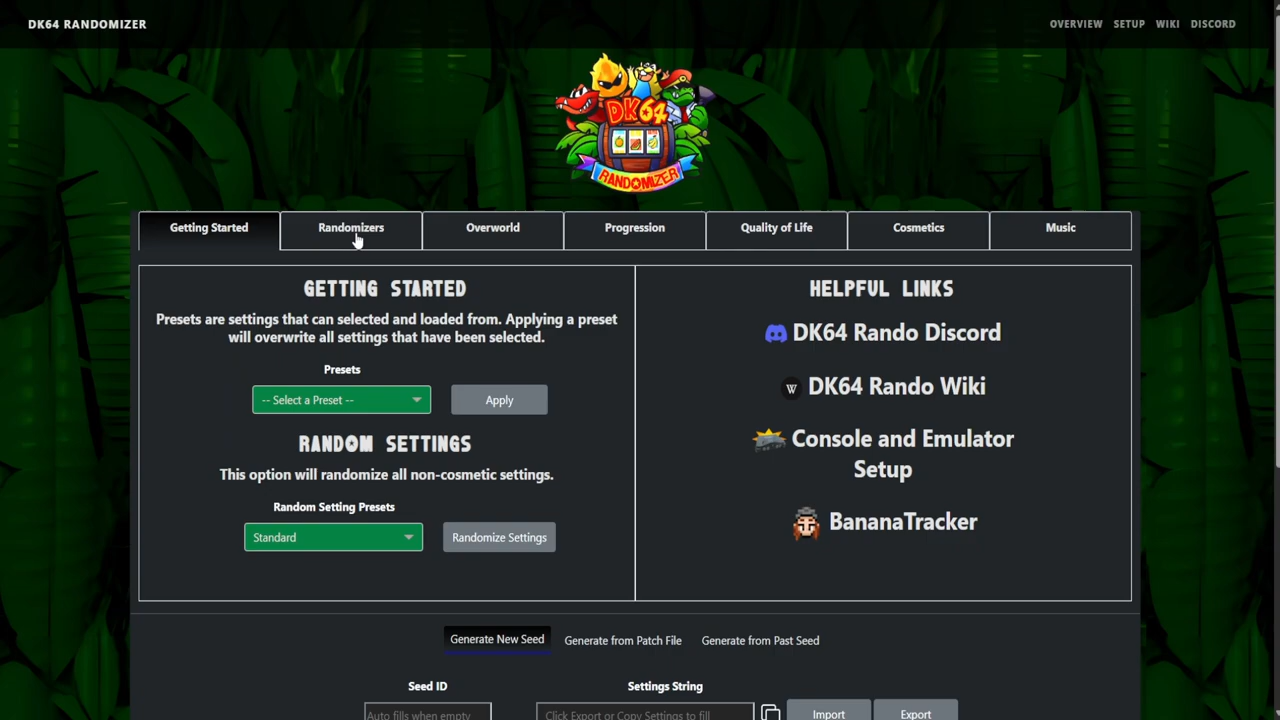 DK64 RANDOMIZER
OVERVIEW SETUP WIKI DISCORD
DK64
RANDOMIZER
Getting Started
Randomizers
Overworld
Progression
Quality of Life
Cosmetics
Music
GETTING STARTED
Presets are settings that can selected and loaded from. Applying a preset
will overwrite all settings that have been selected.
Presets
-- Select a Preset --
Apply
RANDOM SETTINGS
This option will randomize all non-cosmetic settings.
Random Setting Presets
Standard
Randomize Settings
HELPFUL LINKS
DK64 Rando Discord
W DK64 Rando Wiki
Console and Emulator
Setup
BananaTracker
Generate New Seed
Generate from Patch File
Generate from Past Seed
Seed ID
Settings String
Auto fills when empty
Click Export or Copy Settings to fill
Import
Export